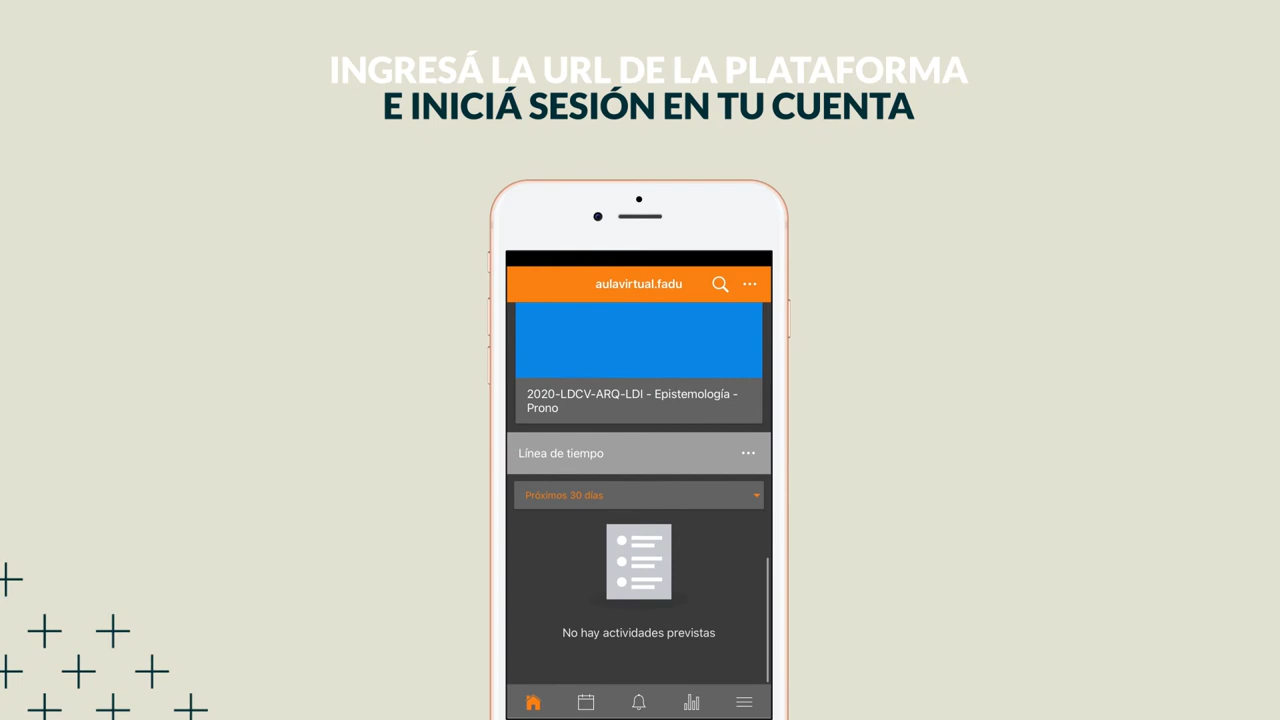 INGRESÁ LA URL DE LA PLATAFORMA
E INICIÁ SESIÓN EN TU CUENTA
aulavirtual.fadu
2020-LDCV-ARQ-LDI - Epistemología -
Prono
Línea de tiempo
Próximos 30 días
No hay actividades previstas